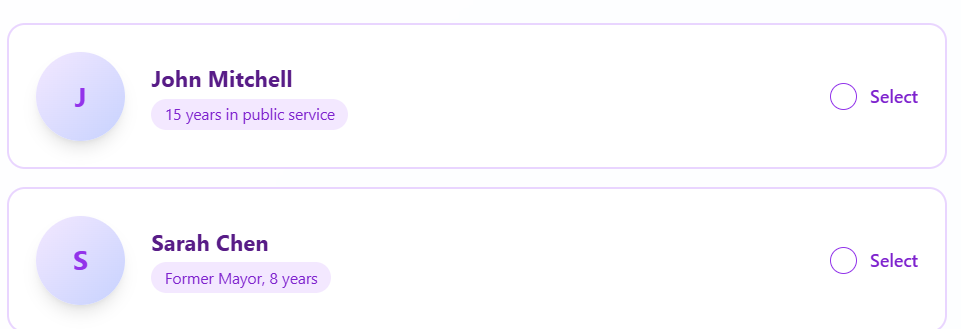 J
John Mitchell
15 years in public service
Select
S
Sarah Chen
Former Mayor, 8 years
Select